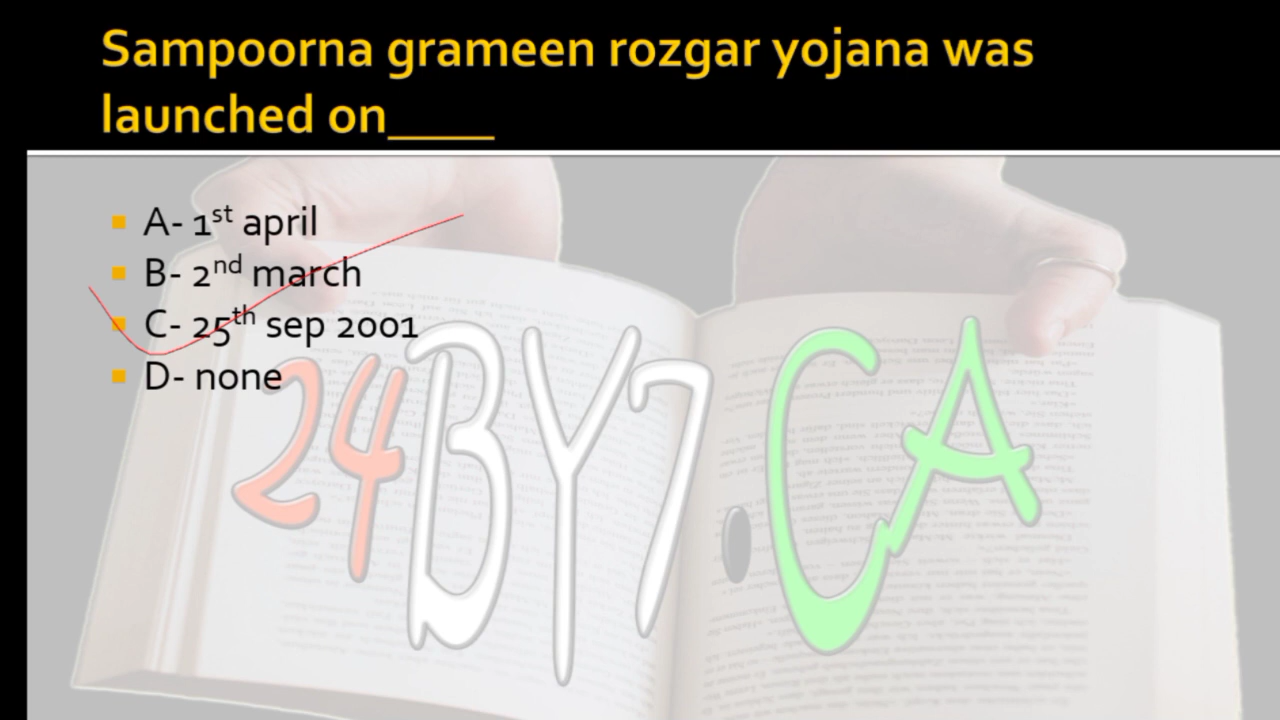 Sampoorna grameen rozgar yojana was
launched on____
A- 1st april
B- 2nd march
C- 25th sep 2001
D- none
24BY7.CA